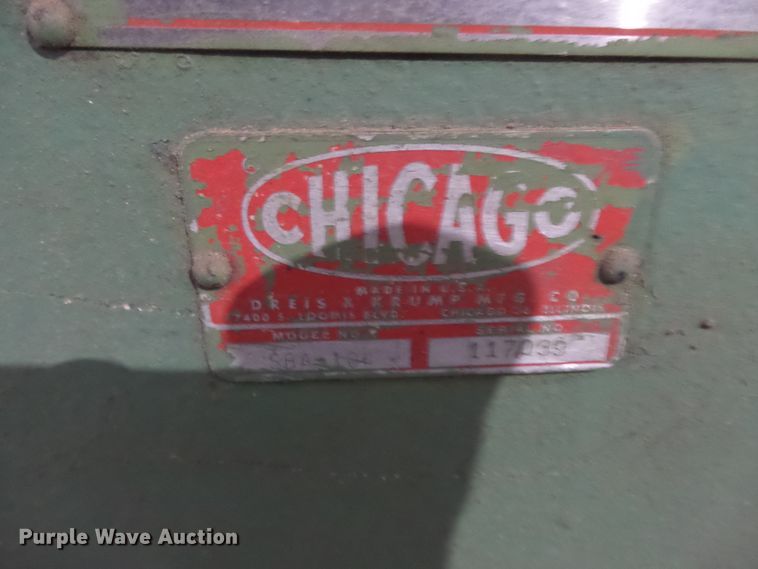 CHICAGO
MADE IN U.S.A.
DREIS & KRUMP MFG. CO.
7400 S. LOOMIS BLVD. CHICAGO 36, ILLINOIS
MODEL NO. SERIAL NO.
117039
Purple Wave Auction